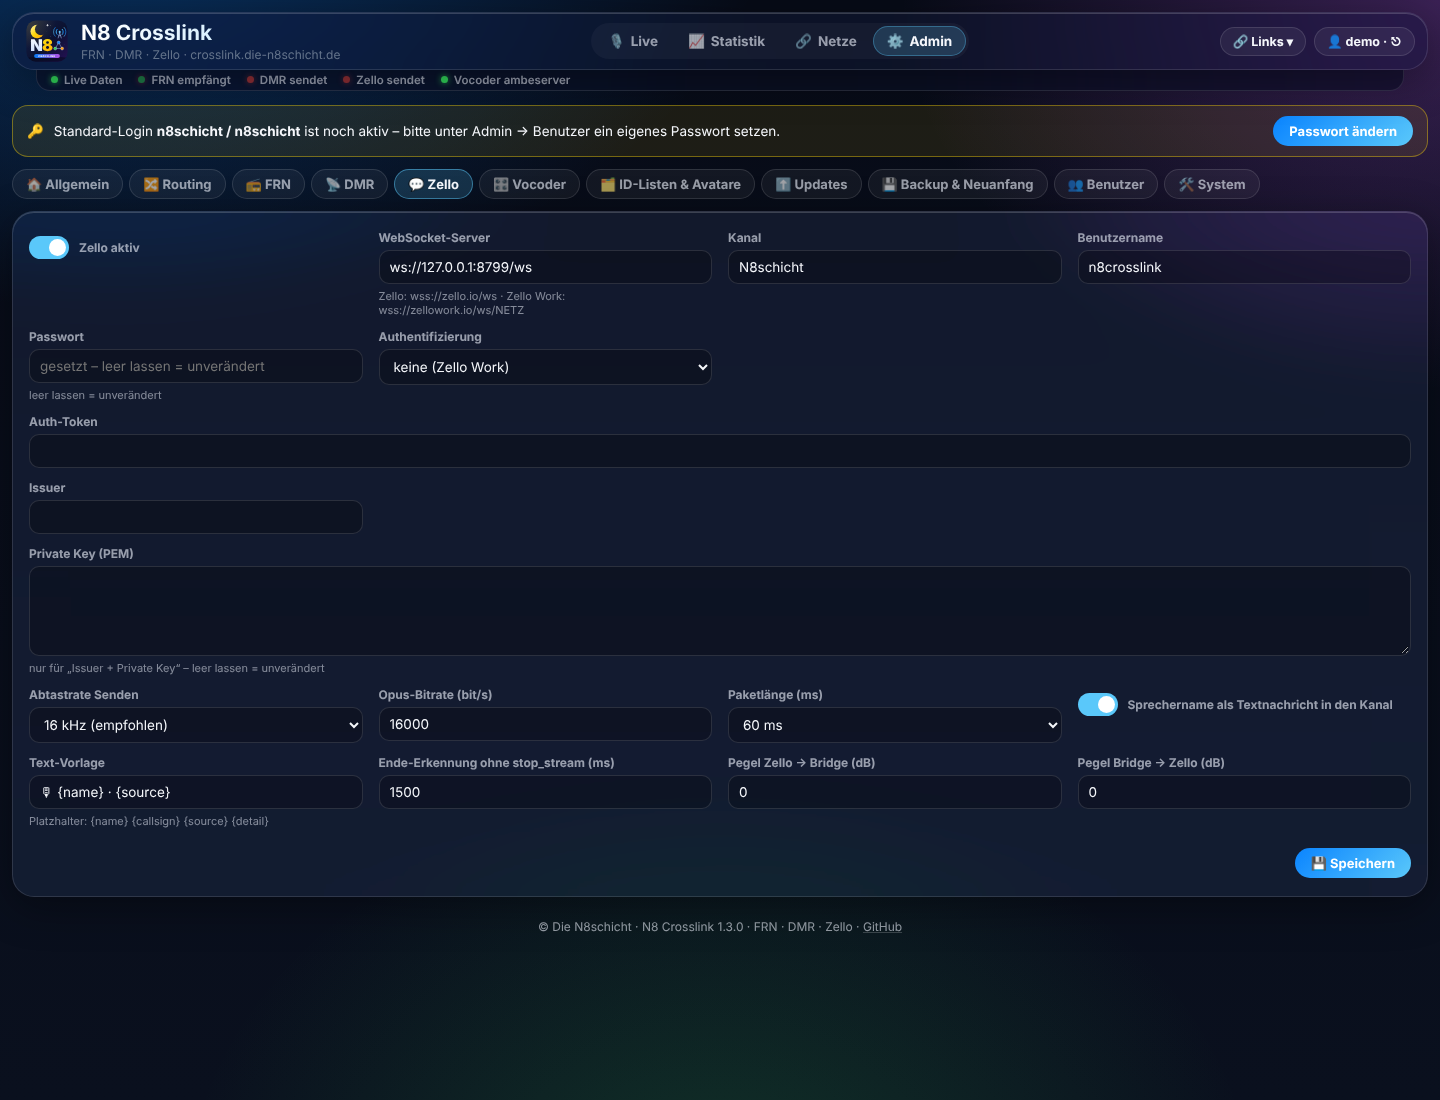 N8 Crosslink
FRN · DMR · Zello · crosslink.die-n8schicht.de
🎙️ Live 📈 Statistik 🔗 Netze ⚙️ Admin
🔗 Links ▾ 👤 demo · ⎋
Live Daten FRN empfängt DMR sendet Zello sendet Vocoder ambeserver
🔑 Standard-Login n8schicht / n8schicht ist noch aktiv – bitte unter Admin → Benutzer ein eigenes Passwort setzen. Passwort ändern
🏠 Allgemein 🔀 Routing 📻 FRN 📡 DMR 💬 Zello 🎛️ Vocoder 🗂️ ID-Listen & Avatare ⬆️ Updates 💾 Backup & Neuanfang 👥 Benutzer 🛠️ System
Zello aktiv
WebSocket-Server Kanal Benutzername
ws://127.0.0.1:8799/ws N8schicht n8crosslink
Zello: wss://zello.io/ws · Zello Work:
wss://zellowork.io/ws/NETZ
Passwort Authentifizierung
gesetzt – leer lassen = unverändert keine (Zello Work)
leer lassen = unverändert
Auth-Token
Issuer
Private Key (PEM)
nur für „Issuer + Private Key“ – leer lassen = unverändert
Abtastrate Senden Opus-Bitrate (bit/s) Paketlänge (ms)
16 kHz (empfohlen) 16000 60 ms Sprechername als Textnachricht in den Kanal
Text-Vorlage Ende-Erkennung ohne stop_stream (ms) Pegel Zello → Bridge (dB) Pegel Bridge → Zello (dB)
🎙 {name} · {source} 1500 0 0
Platzhalter: {name} {callsign} {source} {detail}
💾 Speichern
© Die N8schicht · N8 Crosslink 1.3.0 · FRN · DMR · Zello · GitHub